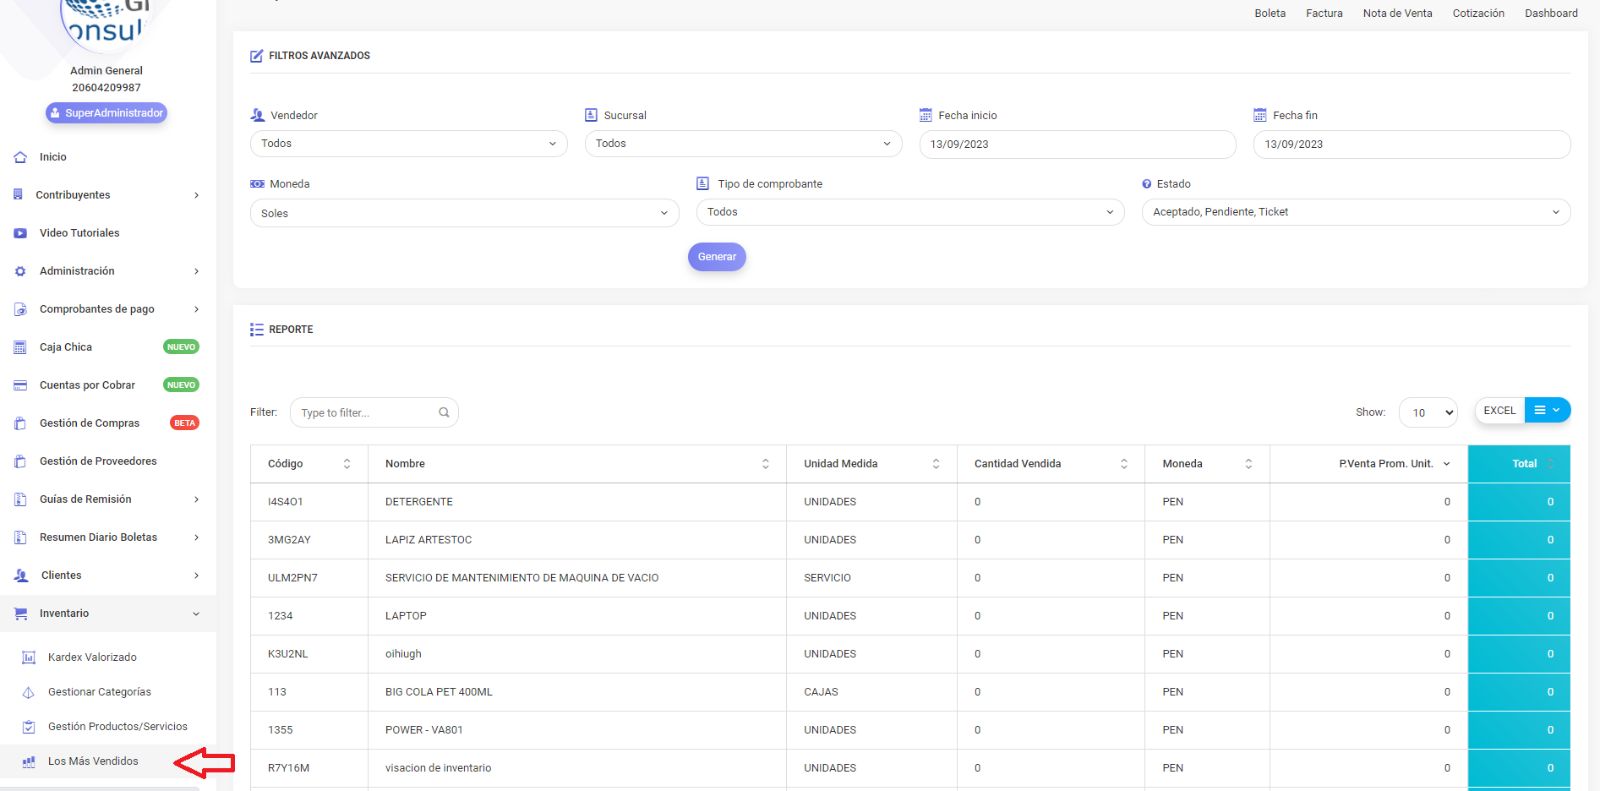 onsul
Admin General
20604209987
SuperAdministrador
Inicio
Contribuyentes
Video Tutoriales
Administración
Comprobantes de pago
Caja Chica NUEVO
Cuentas por Cobrar NUEVO
Gestión de Compras BETA
Gestión de Proveedores
Guías de Remisión
Resumen Diario Boletas
Clientes
Inventario
Kardex Valorizado
Gestionar Categorías
Gestión Productos/Servicios
Los Más Vendidos
Boleta Factura Nota de Venta Cotización Dashboard
FILTROS AVANZADOS
Vendedor Sucursal Fecha inicio Fecha fin
Todos Todos 13/09/2023 13/09/2023
Moneda Tipo de comprobante Estado
Soles Todos Aceptado, Pendiente, Ticket
Generar
REPORTE
Filter: Type to filter... Show: 10 EXCEL
Código Nombre Unidad Medida Cantidad Vendida Moneda P.Venta Prom. Unit. Total
I4S4O1 DETERGENTE UNIDADES 0 PEN 0 0
3MG2AY LAPIZ ARTESTOC UNIDADES 0 PEN 0 0
ULM2PN7 SERVICIO DE MANTENIMIENTO DE MAQUINA DE VACIO SERVICIO 0 PEN 0 0
1234 LAPTOP UNIDADES 0 PEN 0 0
K3U2NL oihiugh UNIDADES 0 PEN 0 0
113 BIG COLA PET 400ML CAJAS 0 PEN 0 0
1355 POWER - VA801 UNIDADES 0 PEN 0 0
R7Y16M visacion de inventario UNIDADES 0 PEN 0 0